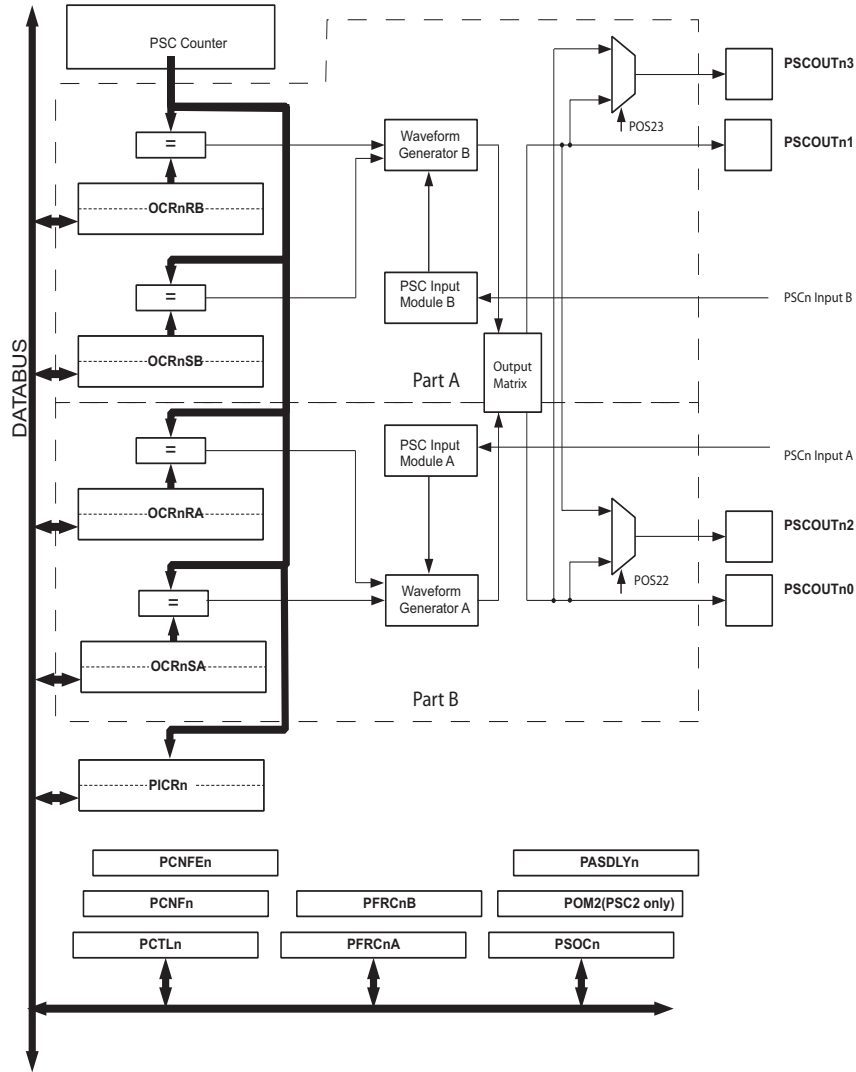 PSC Counter
PSCOUTn3
POS23
Waveform
Generator B
=
PSCOUTn1
OCRnRB
PSC Input
Module B
=
PSCn Input B
OCRnSB
Output
Matrix
Part A
DATABUS
PSC Input
Module A
=
PSCn Input A
OCRnRA
PSCOUTn2
POS22
Waveform
Generator A
=
PSCOUTn0
OCRnSA
Part B
PICRn
PCNFEn
PASDLYn
PCNFn
PFRCnB
POM2(PSC2 only)
PCTLn
PFRCnA
PSOCn